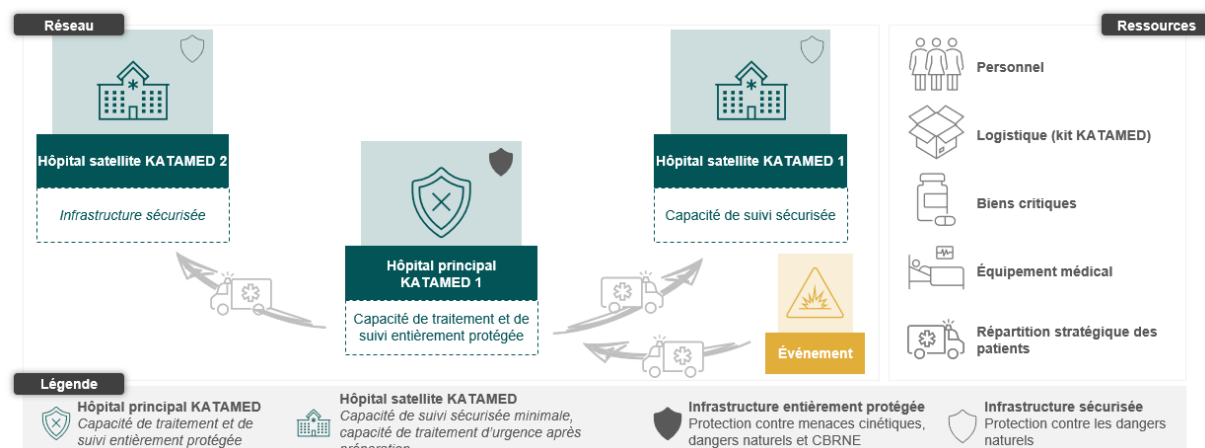 Réseau
Ressources
Hôpital satellite KATAMED 2
Infrastructure sécurisée
Hôpital principal
KATAMED 1
Capacité de traitement et de
suivi entièrement protégée
Hôpital satellite KATAMED 1
Capacité de suivi sécurisée
Événement
Personnel
Logistique (kit KATAMED)
Biens critiques
Équipement médical
Répartition stratégique des
patients
Légende
Hôpital principal KATAMED
Capacité de traitement et de
suivi entièrement protégée
Hôpital satellite KATAMED
Capacité de suivi sécurisée minimale,
capacité de traitement d'urgence après
préparation
Infrastructure entièrement protégée
Protection contre menaces cinétiques,
dangers naturels et CBRNE
Infrastructure sécurisée
Protection contre les dangers
naturels